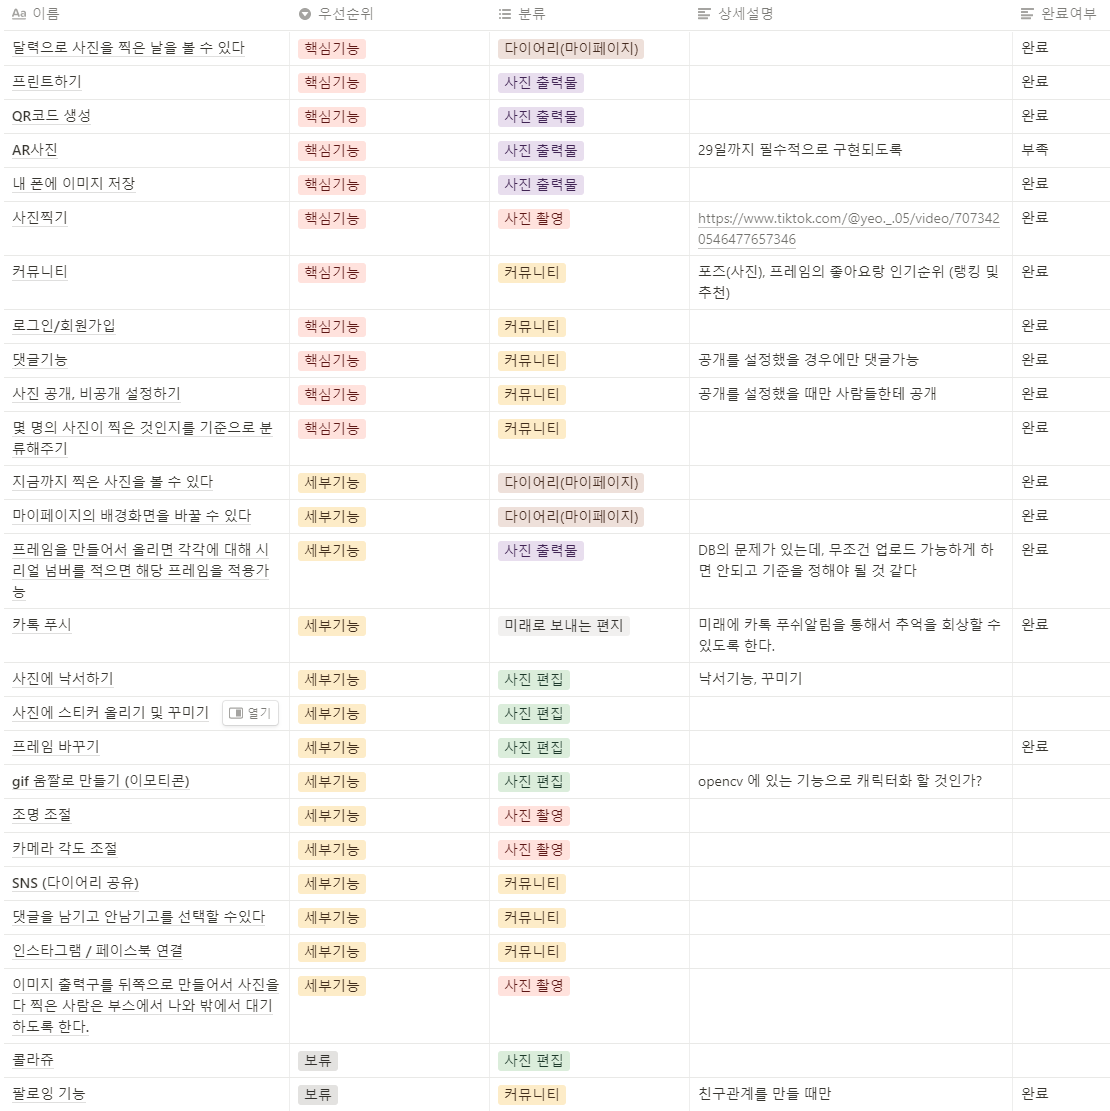 Aa 이름 우선순위 분류 상세설명 완료여부
달력으로 사진을 찍은 날을 볼 수 있다 핵심기능 다이어리(마이페이지) 완료
프린트하기 핵심기능 사진 출력물 완료
QR코드 생성 핵심기능 사진 출력물 완료
AR사진 핵심기능 사진 출력물 29일까지 필수적으로 구현되도록 부족
내 폰에 이미지 저장 핵심기능 사진 출력물 완료
사진찍기 핵심기능 사진 촬영 https://www.tiktok.com/@yeo._.05/video/707342 완료
0546477657346
커뮤니티 핵심기능 커뮤니티 포즈(사진), 프레임의 좋아요랑 인기순위 (랭킹 및 완료
추천)
로그인/회원가입 핵심기능 커뮤니티 완료
댓글기능 핵심기능 커뮤니티 공개를 설정했을 경우에만 댓글가능 완료
사진 공개, 비공개 설정하기 핵심기능 커뮤니티 공개를 설정했을 때만 사람들한테 공개 완료
몇 명의 사진이 찍은 것인지를 기준으로 분 핵심기능 커뮤니티 완료
류해주기
지금까지 찍은 사진을 볼 수 있다 세부기능 다이어리(마이페이지) 완료
마이페이지의 배경화면을 바꿀 수 있다 세부기능 다이어리(마이페이지) 완료
프레임을 만들어서 올리면 각각에 대해 시 세부기능 사진 출력물 DB의 문제가 있는데, 무조건 업로드 가능하게 하 완료
리얼 넘버를 적으면 해당 프레임을 적용가 면 안되고 기준을 정해야 될 것 같다
능
카톡 푸시 세부기능 미래로 보내는 편지 미래에 카톡 푸쉬알림을 통해서 추억을 회상할 수 완료
있도록 한다.
사진에 낙서하기 세부기능 사진 편집 낙서기능, 꾸미기
사진에 스티커 올리기 및 꾸미기 열기 세부기능 사진 편집
프레임 바꾸기 세부기능 사진 편집 완료
gif 움짤로 만들기 (이모티콘) 세부기능 사진 편집 opencv 에 있는 기능으로 캐릭터화 할 것인가?
조명 조절 세부기능 사진 촬영
카메라 각도 조절 세부기능 사진 촬영
SNS (다이어리 공유) 세부기능 커뮤니티
댓글을 남기고 안남기고를 선택할 수있다 세부기능 커뮤니티
인스타그램 / 페이스북 연결 세부기능 커뮤니티
이미지 출력구를 뒤쪽으로 만들어서 사진을 세부기능 사진 촬영
다 찍은 사람은 부스에서 나와 밖에서 대기
하도록 한다.
콜라쥬 보류 사진 편집
팔로잉 기능 보류 커뮤니티 친구관계를 만들 때만 완료